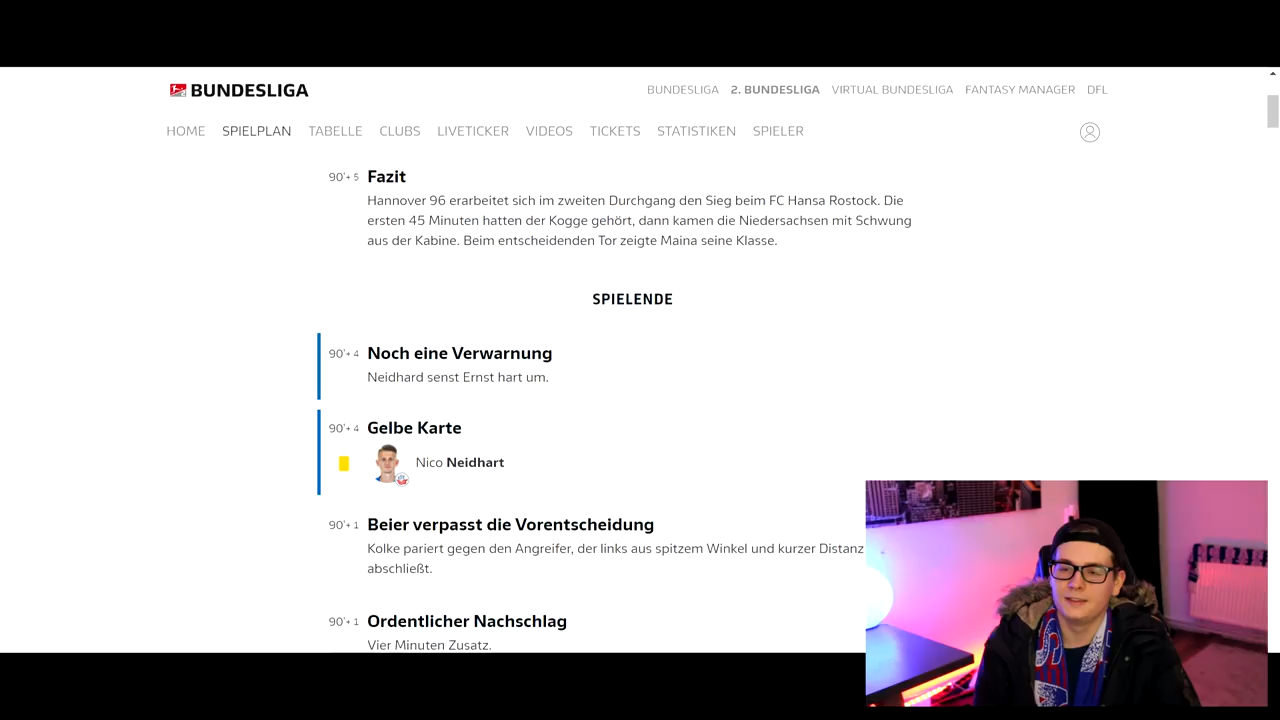 BUNDESLIGA
BUNDESLIGA 2. BUNDESLIGA VIRTUAL BUNDESLIGA FANTASY MANAGER DFL
HOME SPIELPLAN TABELLE CLUBS LIVETICKER VIDEOS TICKETS STATISTIKEN SPIELER
90'+ 5 Fazit
Hannover 96 erarbeitet sich im zweiten Durchgang den Sieg beim FC Hansa Rostock. Die
ersten 45 Minuten hatten der Kogge gehört, dann kamen die Niedersachsen mit Schwung
aus der Kabine. Beim entscheidenden Tor zeigte Maina seine Klasse.
SPIELENDE
90'+ 4 Noch eine Verwarnung
Neidhard senst Ernst hart um.
90'+ 4 Gelbe Karte
Nico Neidhart
90'+ 1 Beier verpasst die Vorentscheidung
Kolke pariert gegen den Angreifer, der links aus spitzem Winkel und kurzer Distanz
abschließt.
90'+ 1 Ordentlicher Nachschlag
Vier Minuten Zusatz.